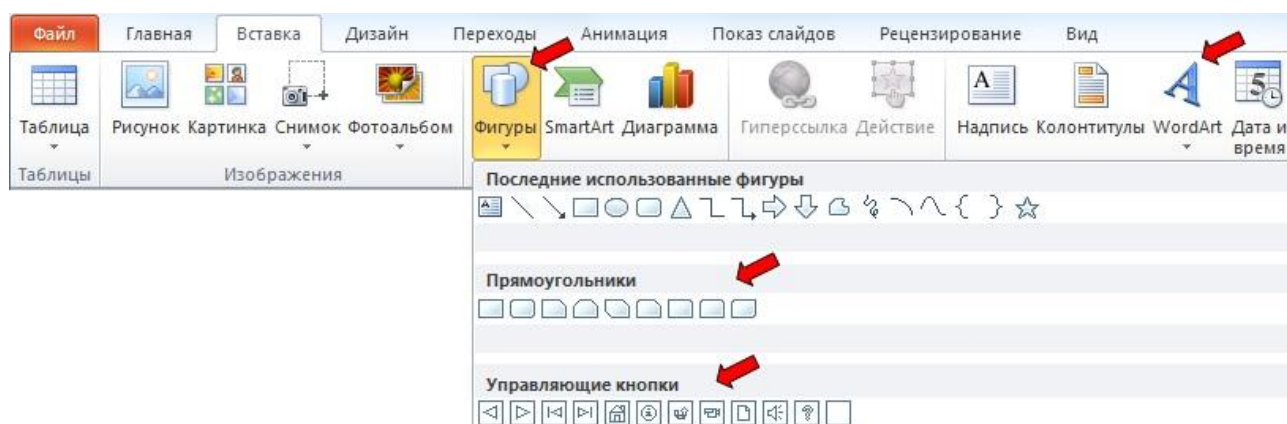 Файл Главная Вставка Дизайн Переходы Анимация Показ слайдов Рецензирование Вид
Таблица Рисунок Картинка Снимок Фотоальбом Фигуры SmartArt Диаграмма Гиперссылка Действие Надпись Колонтитулы WordArt Дата и время
Таблицы Изображения
Последние использованные фигуры
Прямоугольники
Управляющие кнопки